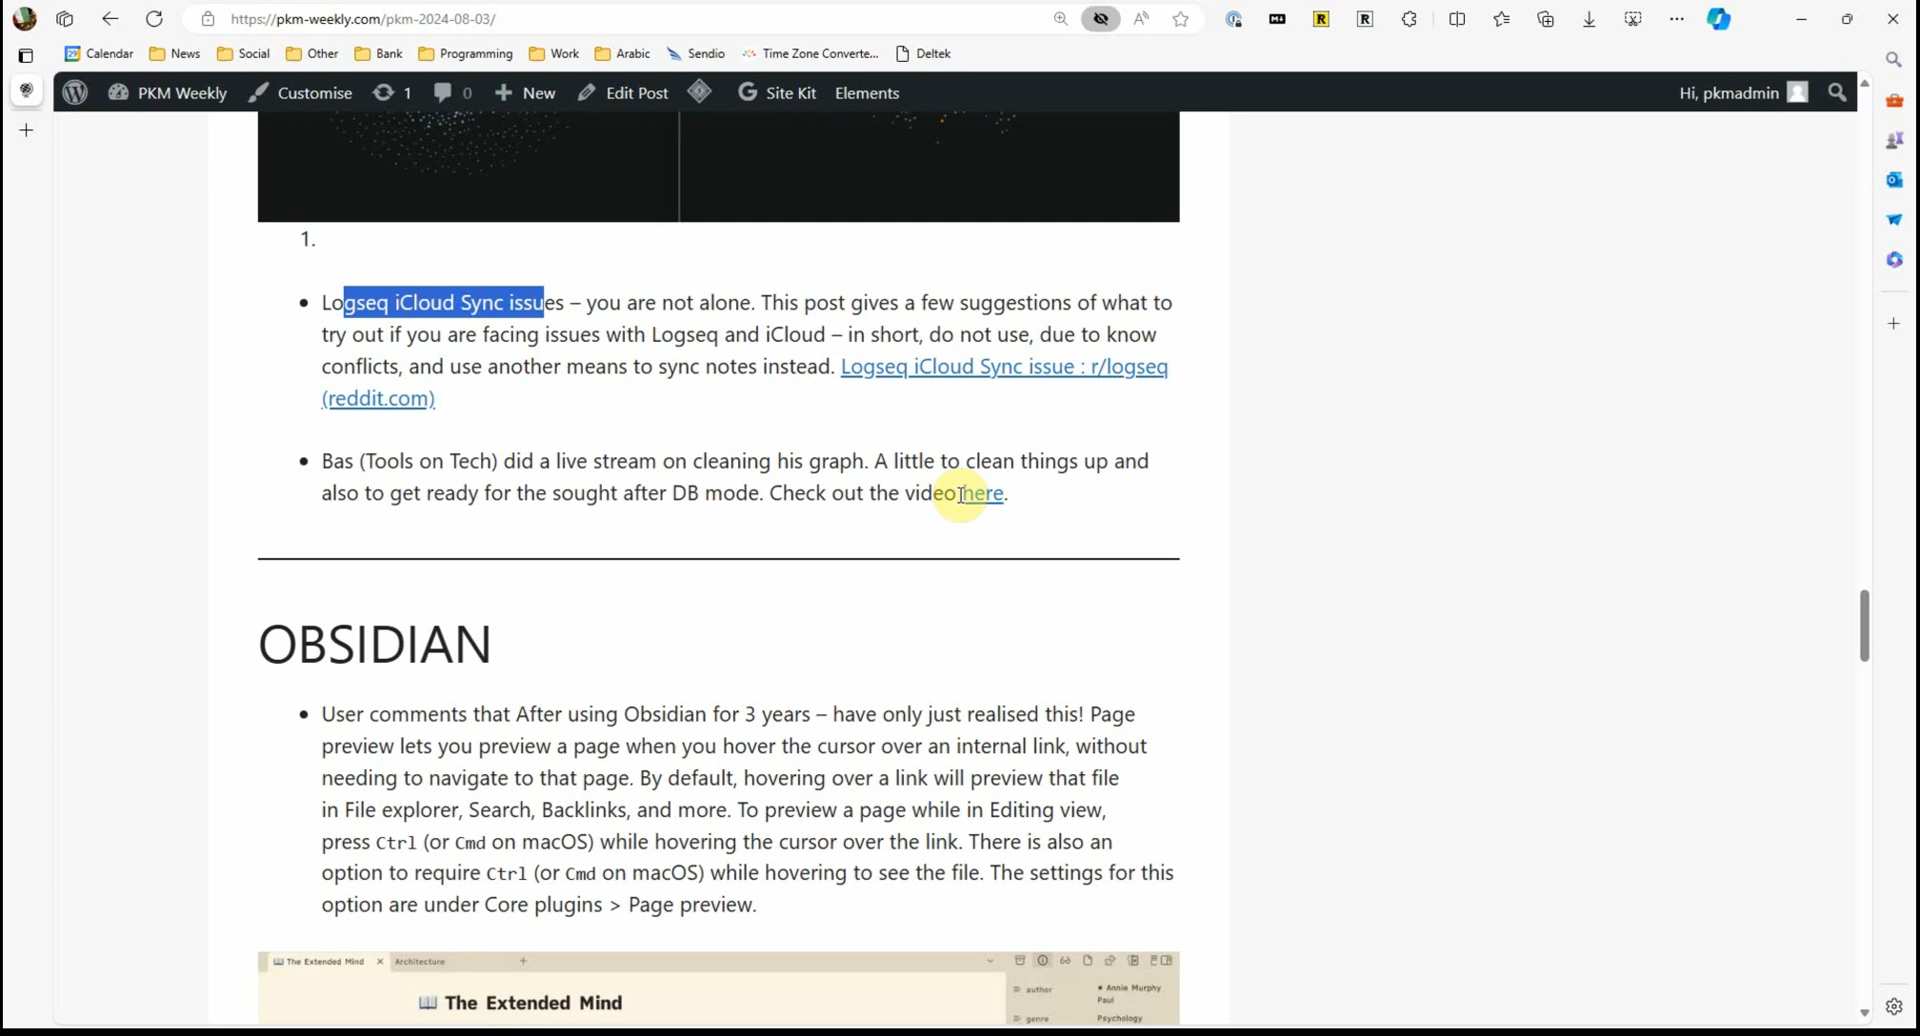 https://pkm-weekly.com/pkm-2024-08-03/
Calendar News Social Other Bank Programming Work Arabic Sendio Time Zone Converte... Deltek
PKM Weekly Customise 1 0 New Edit Post Site Kit Elements Hi, pkmadmin
1.
• Logseq iCloud Sync issues – you are not alone. This post gives a few suggestions of what to
try out if you are facing issues with Logseq and iCloud – in short, do not use, due to know
conflicts, and use another means to sync notes instead. Logseq iCloud Sync issue : r/logseq
(reddit.com)
• Bas (Tools on Tech) did a live stream on cleaning his graph. A little to clean things up and
also to get ready for the sought after DB mode. Check out the video here.
OBSIDIAN
• User comments that After using Obsidian for 3 years – have only just realised this! Page
preview lets you preview a page when you hover the cursor over an internal link, without
needing to navigate to that page. By default, hovering over a link will preview that file
in File explorer, Search, Backlinks, and more. To preview a page while in Editing view,
press Ctrl (or Cmd on macOS) while hovering the cursor over the link. There is also an
option to require Ctrl (or Cmd on macOS) while hovering to see the file. The settings for this
option are under Core plugins > Page preview.
The Extended Mind Architecture
The Extended Mind
author • Annie Murphy
Paul
genre Psychology